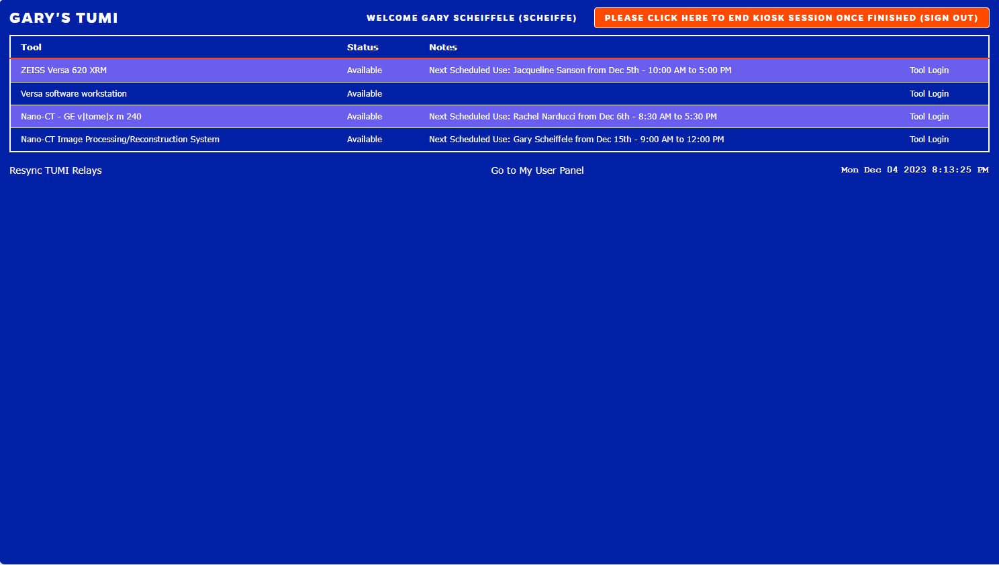 GARY'S TUMI
WELCOME GARY SCHEIFFELE (SCHEIFFE)
PLEASE CLICK HERE TO END KIOSK SESSION ONCE FINISHED (SIGN OUT)
Tool Status Notes
ZEISS Versa 620 XRM Available Next Scheduled Use: Jacqueline Sanson from Dec 5th - 10:00 AM to 5:00 PM Tool Login
Versa software workstation Available Tool Login
Nano-CT - GE v|tome|x m 240 Available Next Scheduled Use: Rachel Narducci from Dec 6th - 8:30 AM to 5:30 PM Tool Login
Nano-CT Image Processing/Reconstruction System Available Next Scheduled Use: Gary Scheiffele from Dec 15th - 9:00 AM to 12:00 PM Tool Login
Resync TUMI Relays Go to My User Panel Mon Dec 04 2023 8:13:25 PM